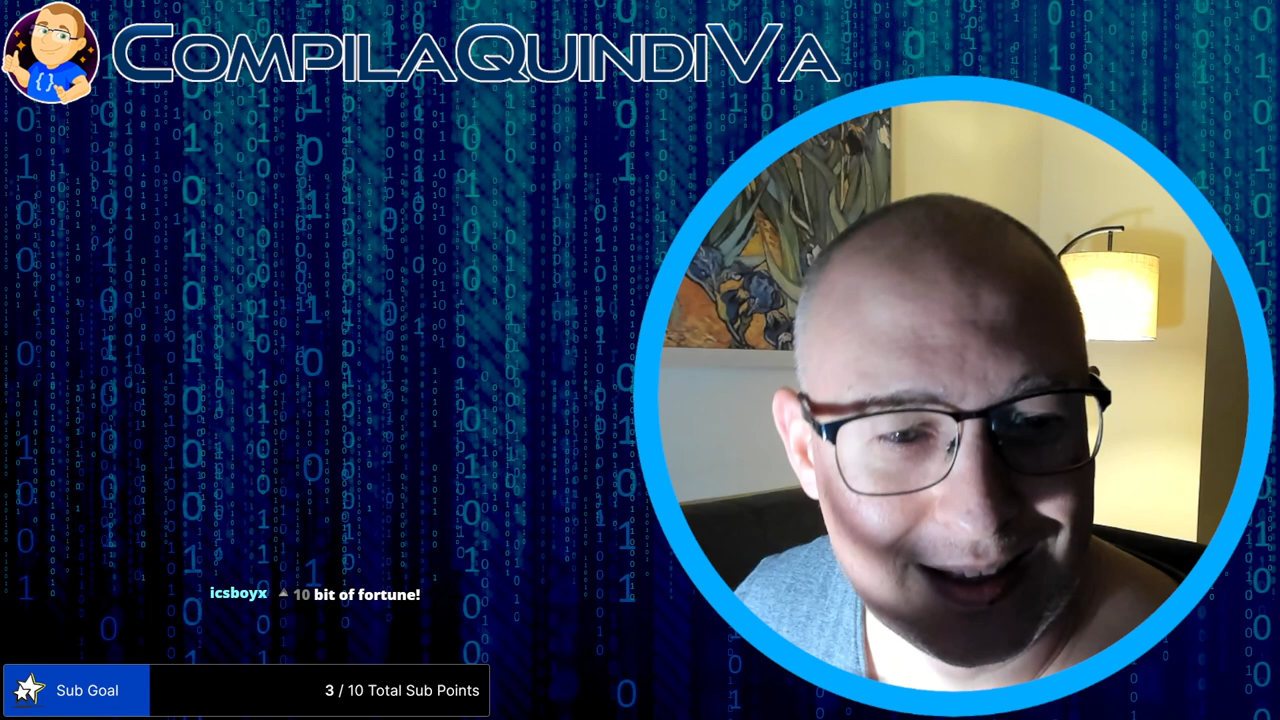 CompilaQuindiVa
icsboyx 10 bit of fortune!
Sub Goal 3 / 10 Total Sub Points